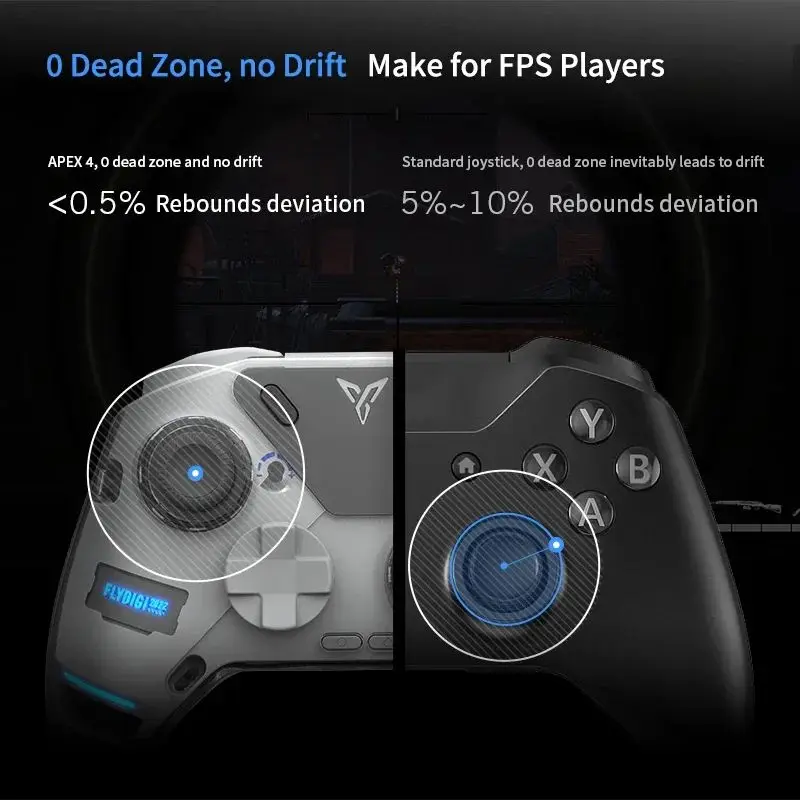 0 Dead Zone, no Drift Make for FPS Players
APEX 4, 0 dead zone and no drift
<0.5% Rebounds deviation
Standard joystick, 0 dead zone inevitably leads to drift
5%~10% Rebounds deviation
Y
X
B
A
FLYDIGI 2022